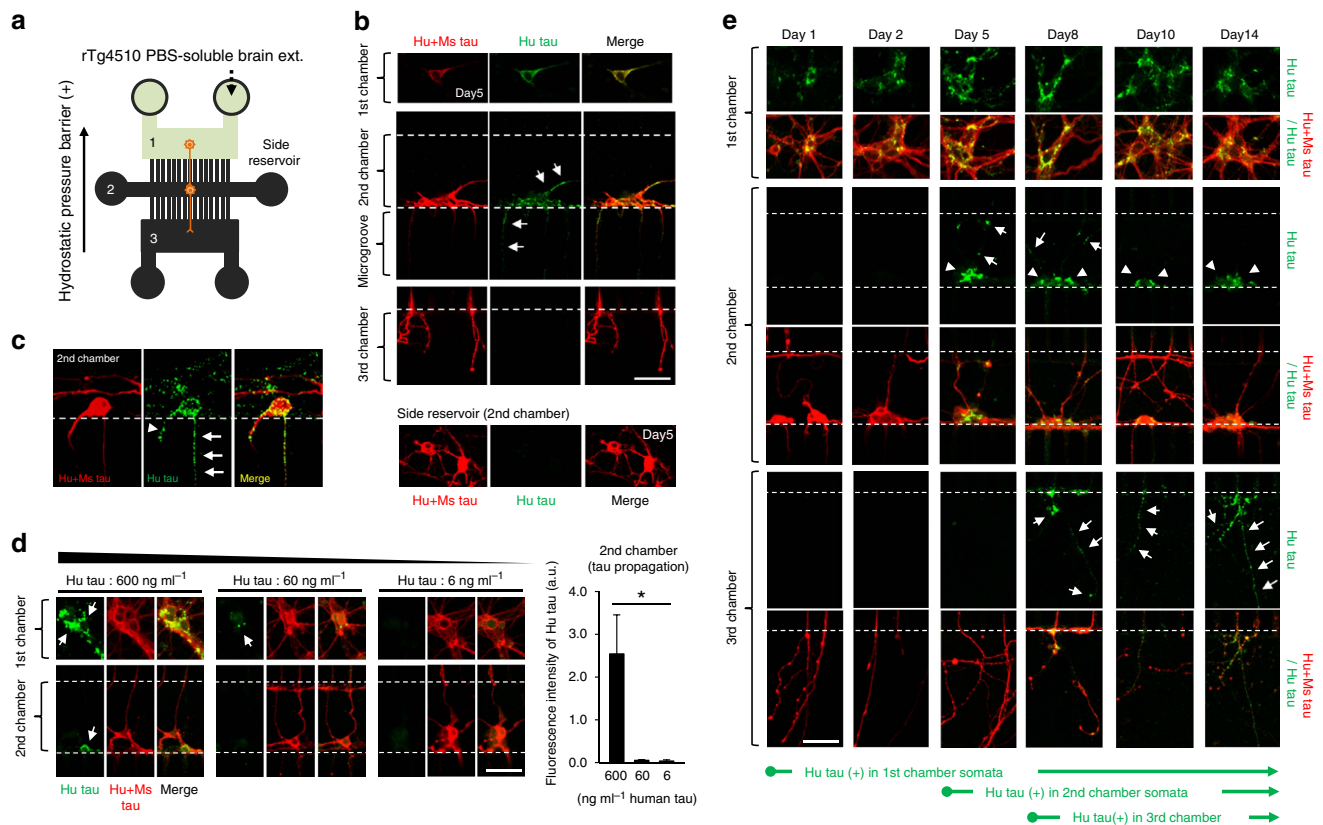 a
rTg4510 PBS-soluble brain ext.
Hydrostatic pressure barrier (+)
1
Side
reservoir
2
3
b
Hu+Ms tau
Hu tau
Merge
1st chamber
Day5
2nd chamber
Microgroove
3rd chamber
Side reservoir (2nd chamber)
Day5
Hu+Ms tau
Hu tau
Merge
c
2nd chamber
Hu+Ms tau
Hu tau
Merge
d
Hu tau : 600 ng ml−1
Hu tau : 60 ng ml−1
Hu tau : 6 ng ml−1
1st chamber
2nd chamber
Hu tau
Hu+Ms
tau
Merge
2nd chamber
(tau propagation)
Fluorescence intensity of Hu tau (a.u.)
4.0
3.0
2.0
1.0
0.0
*
600
60
6
(ng ml−1 human tau)
e
Day 1
Day 2
Day 5
Day8
Day10
Day14
1st chamber
Hu tau
Hu+Ms tau
/ Hu tau
2nd chamber
Hu tau
Hu+Ms tau
/ Hu tau
3rd chamber
Hu tau
Hu+Ms tau
/ Hu tau
Hu tau (+) in 1st chamber somata
Hu tau (+) in 2nd chamber somata
Hu tau(+) in 3rd chamber